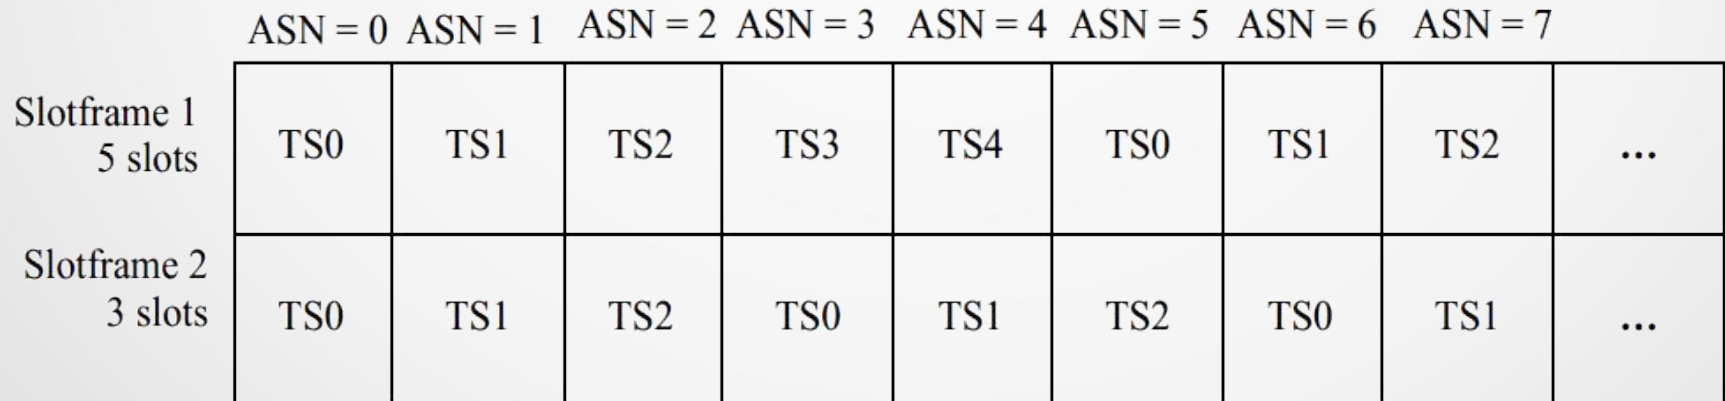 ASN = 0 ASN = 1 ASN = 2 ASN = 3 ASN = 4 ASN = 5 ASN = 6 ASN = 7
Slotframe 1
5 slots
TS0 TS1 TS2 TS3 TS4 TS0 TS1 TS2 ...
Slotframe 2
3 slots
TS0 TS1 TS2 TS0 TS1 TS2 TS0 TS1 ...